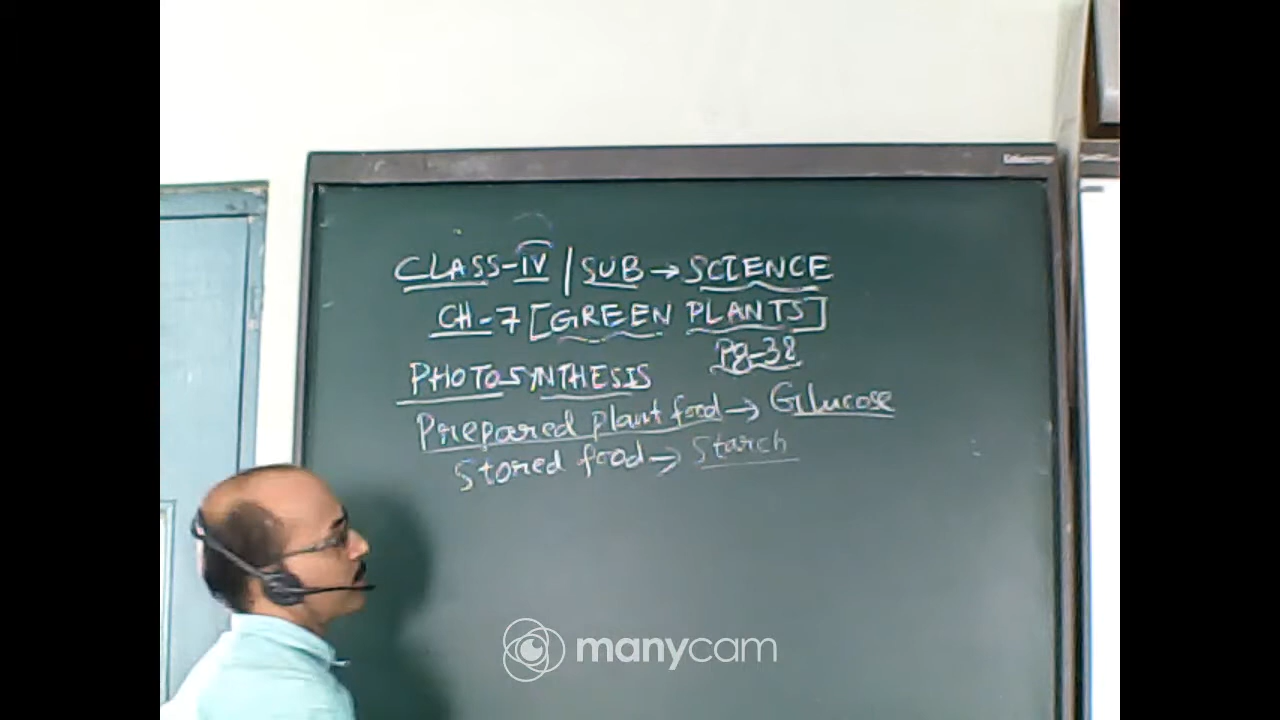 CLASS-IV / SUB → SCIENCE
CH-7 [GREEN PLANTS]
Pg-38
PHOTOSYNTHESIS
Prepared plant food → Glucose
Stored food → Starch
manycam